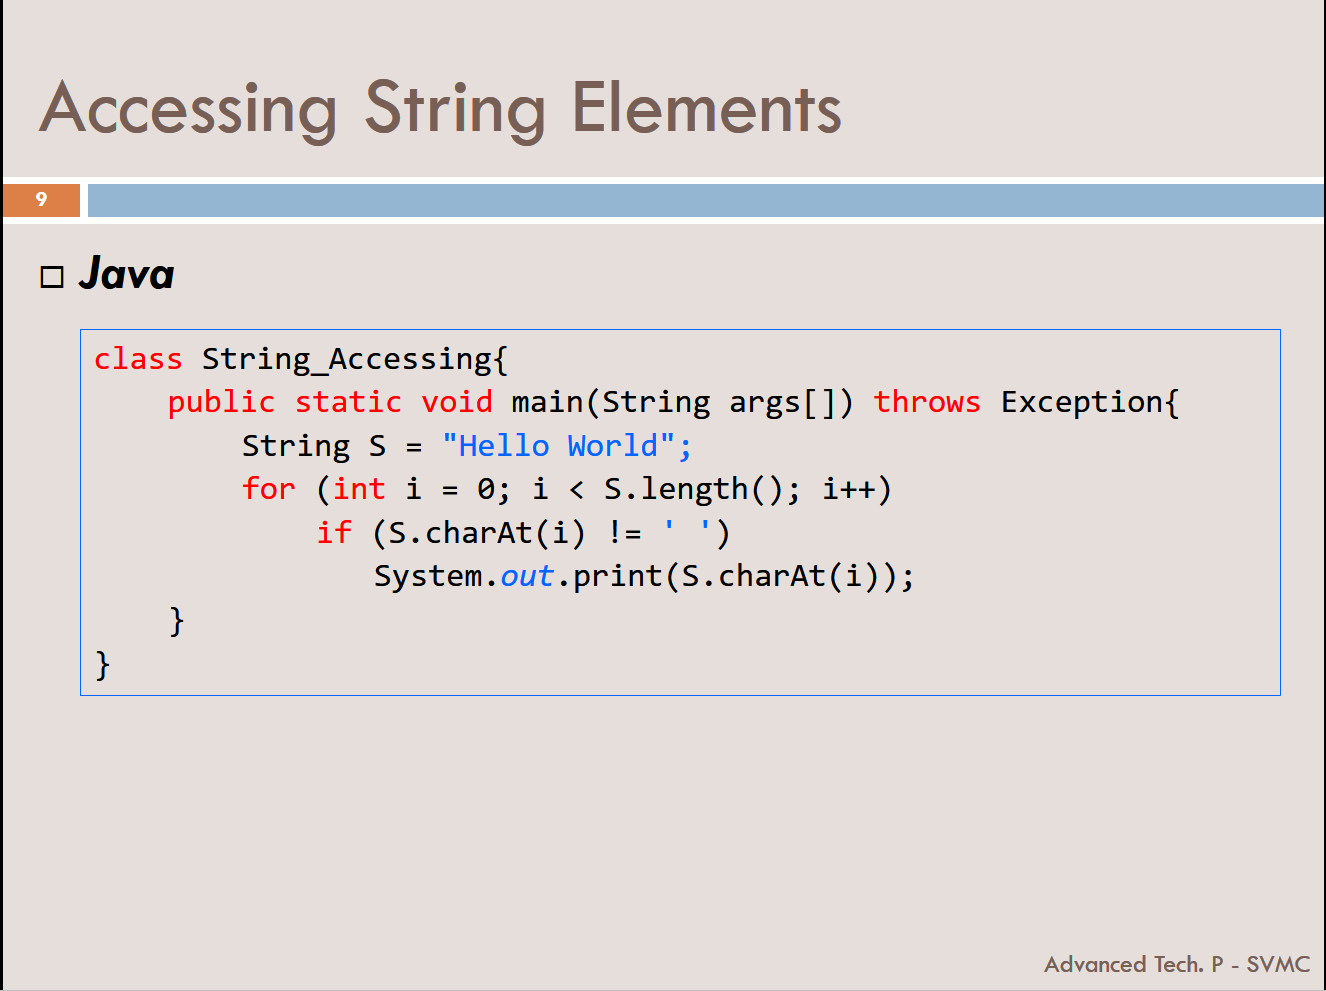 Accessing String Elements
9
Java
class String_Accessing{
public static void main(String args[]) throws Exception{
String S = "Hello World";
for (int i = 0; i < S.length(); i++)
if (S.charAt(i) != ' ')
System.out.print(S.charAt(i));
}
}
Advanced Tech. P - SVMC